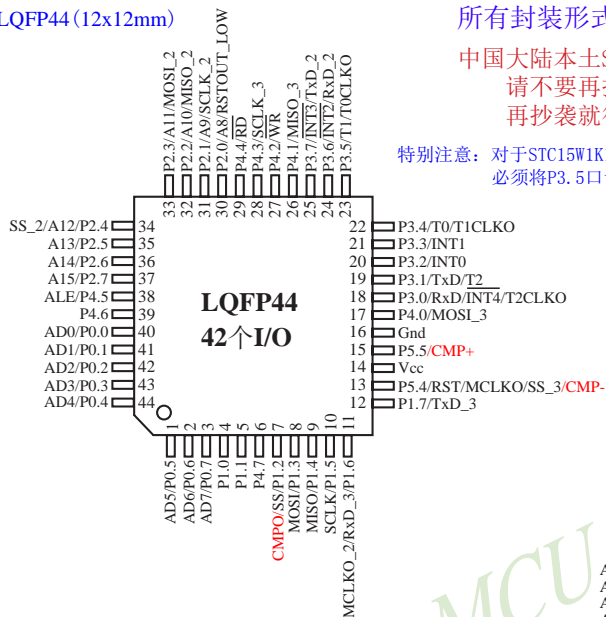 LQFP44(12x12mm)
所有封装形式
中国大陆本土S
请不要再
再抄袭就
特别注意: 对于STC15W1K
必须将P3.5口
P2.3/A11/MOSI_2
P2.2/A10/MISO_2
P2.1/A9/SCLK_2
P2.0/A8/RSTOUT_LOW
P4.4/RD
P4.3/SCLK_3
P4.2/WR
P4.1/MISO_3
P3.7/INT3/TxD_2
P3.6/INT2/RxD_2
P3.5/T1/T0CLKO
33 32 31 30 29 28 27 26 25 24 23
SS_2/A12/P2.4 34
A13/P2.5 35
A14/P2.6 36
A15/P2.7 37
ALE/P4.5 38
P4.6 39
AD0/P0.0 40
AD1/P0.1 41
AD2/P0.2 42
AD3/P0.3 43
AD4/P0.4 44
LQFP44
42个I/O
22 P3.4/T0/T1CLKO
21 P3.3/INT1
20 P3.2/INT0
19 P3.1/TxD/T2
18 P3.0/RxD/INT4/T2CLKO
17 P4.0/MOSI_3
16 Gnd
15 P5.5/CMP+
14 Vcc
13 P5.4/RST/MCLKO/SS_3/CMP-
12 P1.7/TxD_3
1 2 3 4 5 6 7 8 9 10 11
AD5/P0.5
AD6/P0.6
AD7/P0.7
P1.0
P1.1
P4.7
CMPO/SS/P1.2
MOSI/P1.3
MISO/P1.4
SCLK/P1.5
MCLKO_2/RxD_3/P1.6
MCU
A
A
A